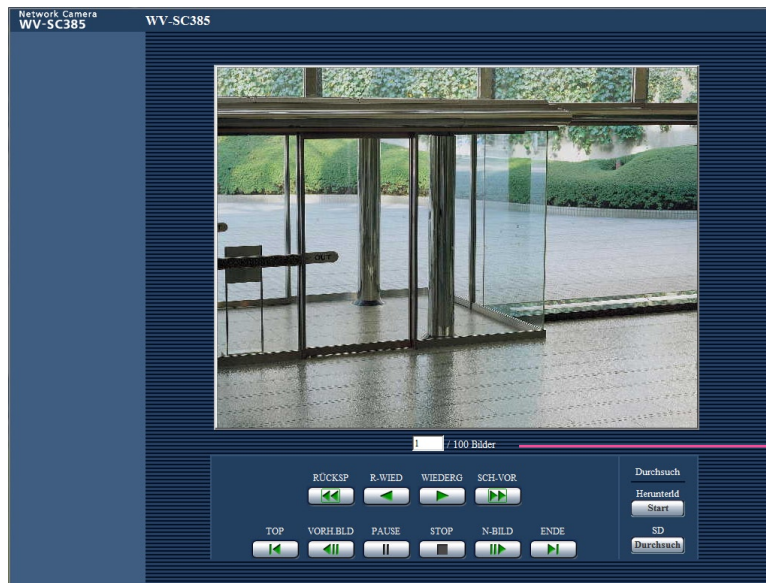 Network Camera
WV-SC385
WV-SC385
OUT
1 / 100 Bilder
RÜCKSP R-WIED WIEDERG SCH-VOR
TOP VORH.BLD PAUSE STOP N-BILD ENDE
Durchsuch
Herunterld
Start
SD
Durchsuch